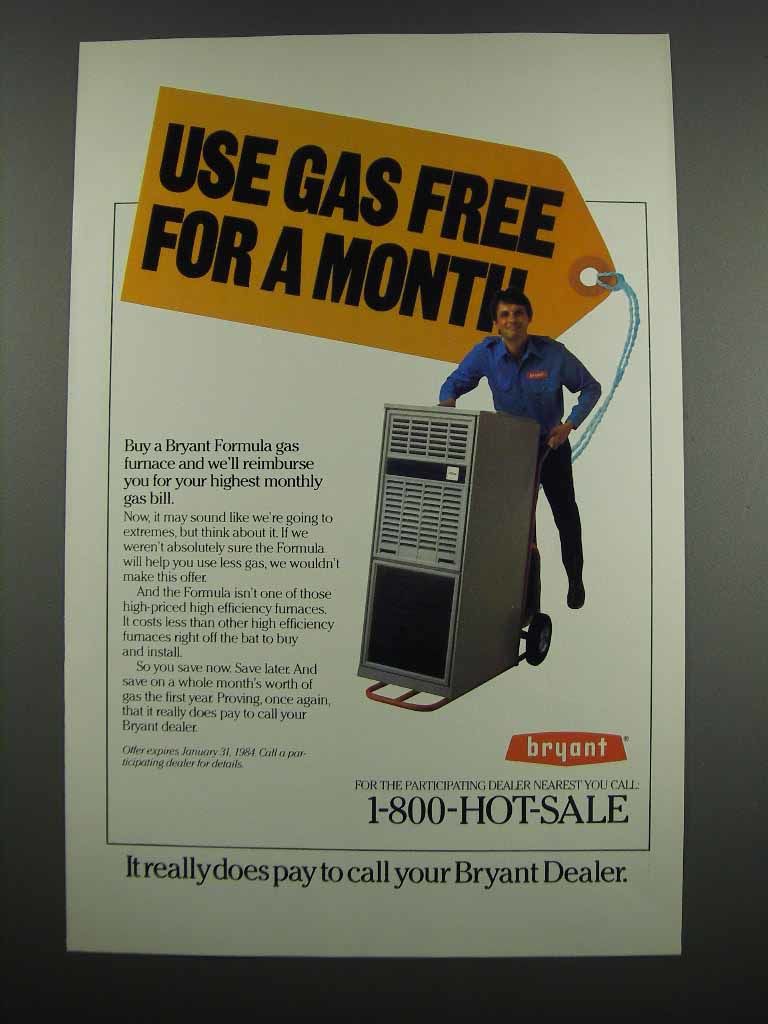 USE GAS FREE
FOR A MONTH
Buy a Bryant Formula gas
furnace and we'll reimburse
you for your highest monthly
gas bill.
Now, it may sound like we're going to
extremes, but think about it. If we
weren't absolutely sure the Formula
will help you use less gas, we wouldn't
make this offer.
And the Formula isn't one of those
high-priced high efficiency furnaces.
It costs less than other high efficiency
furnaces right off the bat to buy
and install.
So you save now. Save later. And
save on a whole month's worth of
gas the first year. Proving, once again,
that it really does pay to call your
Bryant dealer.
Offer expires January 31, 1984. Call a par-
ticipating dealer for details.
bryant
bryant®
FOR THE PARTICIPATING DEALER NEAREST YOU CALL:
1-800-HOT-SALE
It really does pay to call your Bryant Dealer.